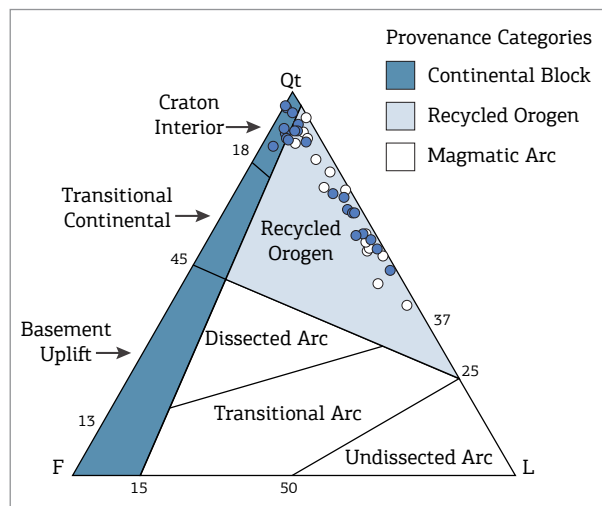 Provenance Categories
Qt
Continental Block
Craton
Interior
Recycled Orogen
18
Magmatic Arc
Transitional
Continental
Recycled
Orogen
45
37
Basement
Uplift
Dissected Arc
25
13
Transitional Arc
F
Undissected Arc
L
15
50